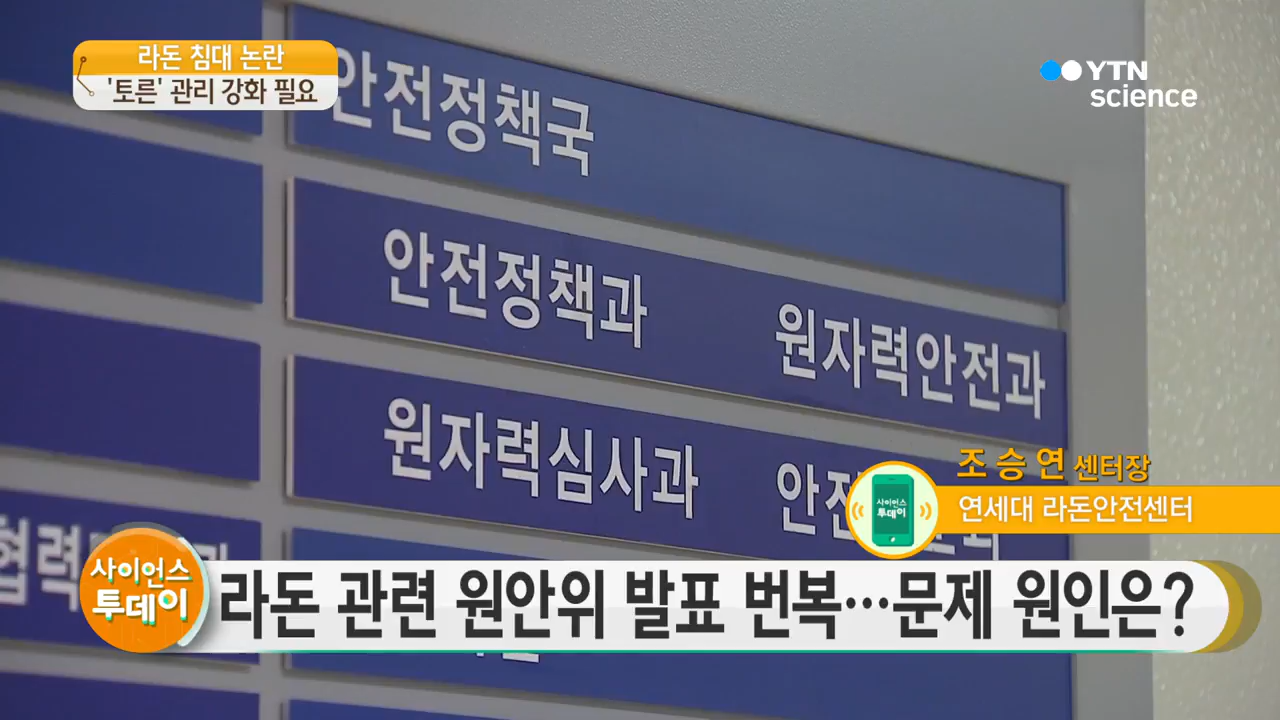 라돈 침대 논란
'토른' 관리 강화 필요
YTN
science
안전정책국
안전정책과 원자력안전과
원자력심사과
조승연 센터장
연세대 라돈안전센터
사이언스
투데이
사이언스
투데이
라돈 관련 원안위 발표 번복…문제 원인은?